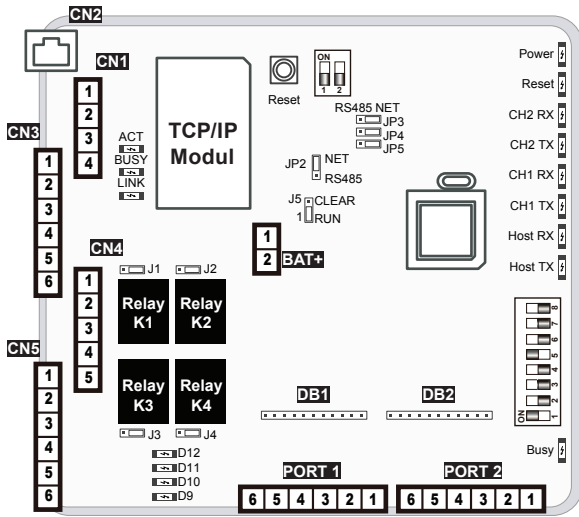 CN2
CN1
1
2
3
4
CN3
1
2
3
4
5
6
ACT
BUSY
LINK
TCP/IP
Modul
Reset
ON
1 2
RS485 NET
JP3
JP4
JP5
JP2
NET
RS485
J5
CLEAR
1
RUN
1
2
BAT+
Power
Reset
CH2 RX
CH2 TX
CH1 RX
CH1 TX
Host RX
Host TX
CN4
1
2
3
4
5
J1
J2
Relay
K1
Relay
K2
Relay
K3
Relay
K4
J3
J4
D12
D11
D10
D9
CN5
1
2
3
4
5
6
DB1
DB2
8
7
6
5
4
3
2
1
ON
Busy
PORT 1
6 5 4 3 2 1
PORT 2
6 5 4 3 2 1